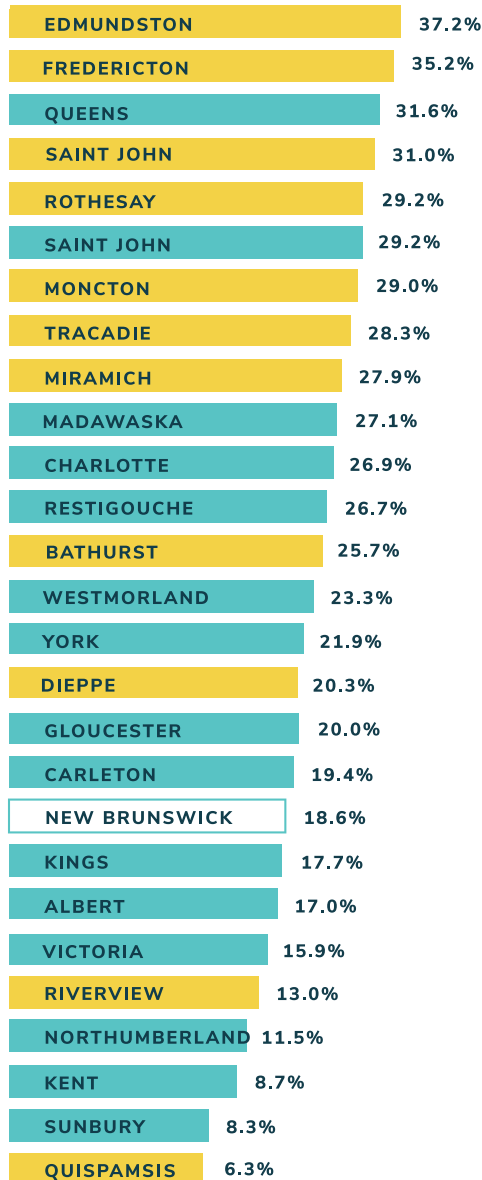 EDMUNDSTON 37.2%
FREDERICTON 35.2%
QUEENS 31.6%
SAINT JOHN 31.0%
ROTHESAY 29.2%
SAINT JOHN 29.2%
MONCTON 29.0%
TRACADIE 28.3%
MIRAMICH 27.9%
MADAWASKA 27.1%
CHARLOTTE 26.9%
RESTIGOUCHE 26.7%
BATHURST 25.7%
WESTMORLAND 23.3%
YORK 21.9%
DIEPPE 20.3%
GLOUCESTER 20.0%
CARLETON 19.4%
NEW BRUNSWICK 18.6%
KINGS 17.7%
ALBERT 17.0%
VICTORIA 15.9%
RIVERVIEW 13.0%
NORTHUMBERLAND 11.5%
KENT 8.7%
SUNBURY 8.3%
QUISPAMSIS 6.3%